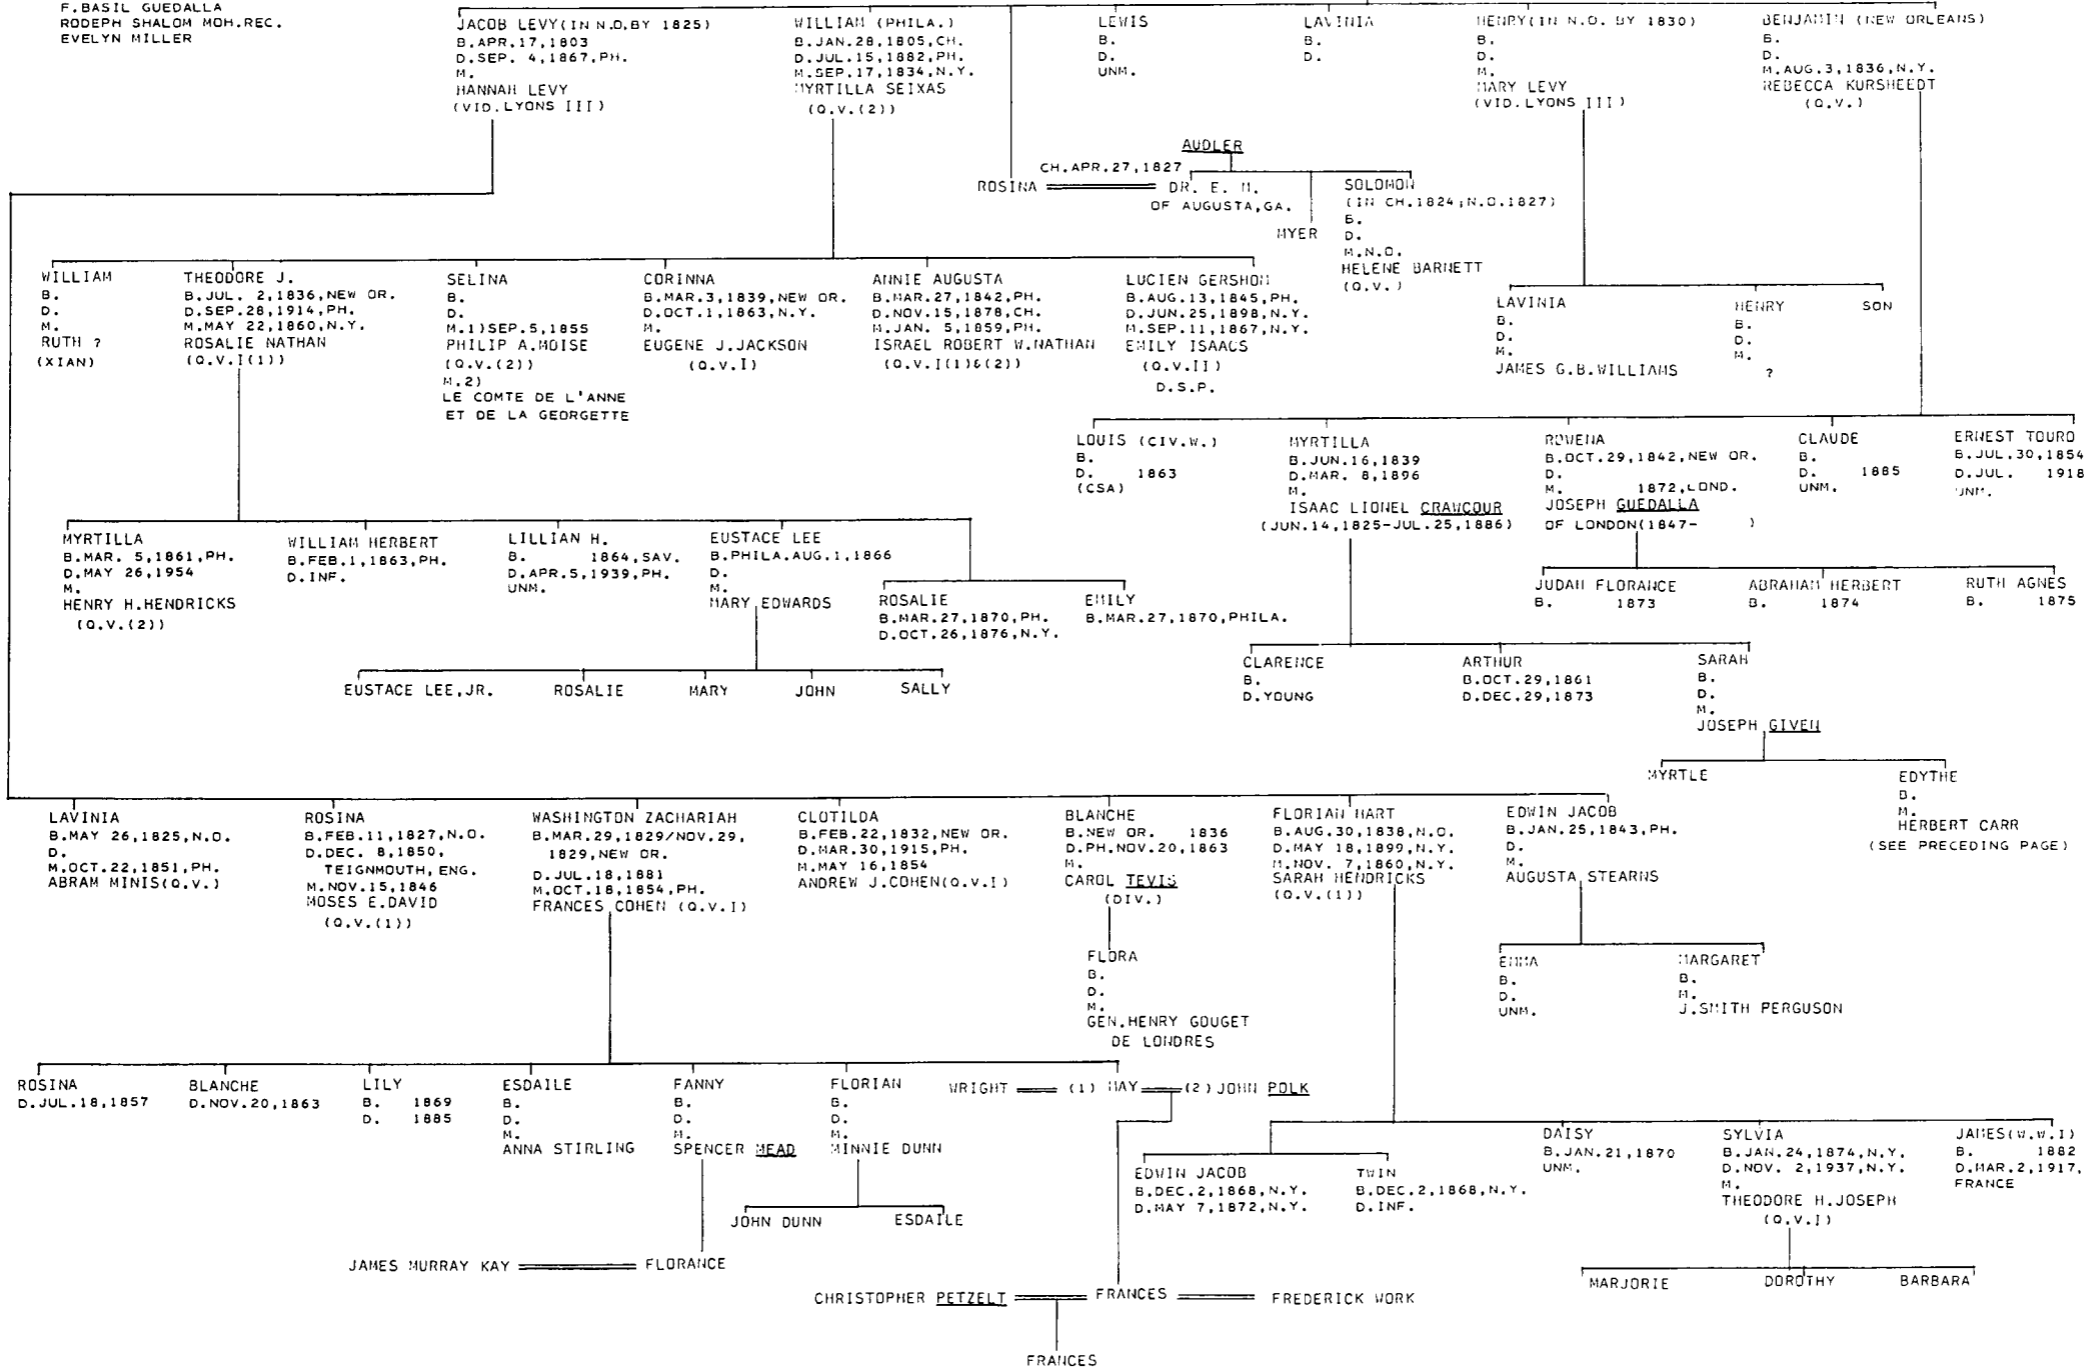 F.BASIL GUEDALLA
RODEPH SHALOM MOH.REC.
EVELYN MILLER
JACOB LEVY(IN N.O.BY 1825)
B.APR.17,1803
D.SEP. 4,1867,PH.
M.
HANNAH LEVY
(VID.LYONS III)
WILLIAM (PHILA.)
B.JAN.28,1805,CH.
D.JUL.15,1882,PH.
M.SEP.17,1834,N.Y.
MYRTILLA SEIXAS
(Q.V.(2))
LEWIS
B.
D.
UNM.
LAVINIA
B.
D.
HENRY(IN N.O. BY 1830)
B.
D.
M.
MARY LEVY
(VID.LYONS III)
BENJAMIN (NEW ORLEANS)
B.
D.
M.AUG.3,1836,N.Y.
REBECCA KURSHEEDT
(Q.V.)
AUDLER
CH.APR.27,1827
ROSINA
DR. E. M.
OF AUGUSTA,GA.
MYER
SOLOMON
(IN CH.1824;N.O.1827)
B.
D.
M.N.O.
HELENE BARNETT
(Q.V.)
WILLIAM
B.
D.
M.
RUTH ?
(XIAN)
THEODORE J.
B.JUL. 2,1836,NEW OR.
D.SEP.28,1914,PH.
M.MAY 22,1860,N.Y.
ROSALIE NATHAN
(Q.V.I(1))
SELINA
B.
D.
M.1)SEP.5,1855
PHILIP A.MOISE
(Q.V.(2))
M.2)
LE COMTE DE L'ANNE
ET DE LA GEORGETTE
CORINNA
B.MAR.3,1839,NEW OR.
D.OCT.1,1863,N.Y.
M.
EUGENE J.JACKSON
(Q.V.I)
ANNIE AUGUSTA
B.MAR.27,1842,PH.
D.NOV.15,1878,CH.
M.JAN. 5,1859,PH.
ISRAEL ROBERT W.NATHAN
(Q.V.I(1)&(2))
LUCIEN GERSHOM
B.AUG.13,1845,PH.
D.JUN.25,1898,N.Y.
M.SEP.11,1867,N.Y.
EMILY ISAACS
(Q.V.II)
D.S.P.
LAVINIA
B.
D.
M.
JAMES G.B.WILLIAMS
HENRY
B.
D.
M.
?
SON
LOUIS (CIV.W.)
B.
D. 1863
(CSA)
MYRTILLA
B.JUN.16,1839
D.MAR. 8,1896
M.
ISAAC LIONEL CRAWCOUR
(JUN.14,1825-JUL.25,1886)
ROWENA
B.OCT.29,1842,NEW OR.
D.
M. 1872,LOND.
JOSEPH GUEDALLA
OF LONDON(1847- )
CLAUDE
B.
D. 1885
UNM.
ERNEST TOURO
B.JUL.30,1854
D.JUL. 1918
UNM.
MYRTILLA
B.MAR. 5,1861,PH.
D.MAY 26,1954
M.
HENRY H.HENDRICKS
(Q.V.(2))
WILLIAM HERBERT
B.FEB.1,1863,PH.
D.INF.
LILLIAN H.
B. 1864,SAV.
D.APR.5,1939,PH.
UNM.
EUSTACE LEE
B.PHILA.AUG.1,1866
D.
M.
MARY EDWARDS
ROSALIE
B.MAR.27,1870,PH.
D.OCT.26,1876,N.Y.
EMILY
B.MAR.27,1870,PHILA.
JUDAH FLORANCE
B. 1873
ABRAHAM HERBERT
B. 1874
RUTH AGNES
B. 1875
EUSTACE LEE,JR.
ROSALIE
MARY
JOHN
SALLY
CLARENCE
B.
D.YOUNG
ARTHUR
B.OCT.29,1861
D.DEC.29,1873
SARAH
B.
D.
M.
JOSEPH GIVEN
MYRTLE
EDYTHE
B.
M.
HERBERT CARR
(SEE PRECEDING PAGE)
LAVINIA
B.MAY 26,1825,N.O.
D.
M.OCT.22,1851,PH.
ABRAM MINIS(Q.V.)
ROSINA
B.FEB.11,1827,N.O.
D.DEC. 8,1850,
TEIGNMOUTH,ENG.
M.NOV.15,1846
MOSES E.DAVID
(Q.V.(1))
WASHINGTON ZACHARIAH
B.MAR.29,1829/NOV.29,
1829,NEW OR.
D.JUL.18,1881
M.OCT.18,1854,PH.
FRANCES COHEN (Q.V.I)
CLOTILDA
B.FEB.22,1832,NEW OR.
D.MAR.30,1915,PH.
M.MAY 16,1854
ANDREW J.COHEN(Q.V.I)
BLANCHE
B.NEW OR. 1836
D.PH.NOV.20,1863
M.
CAROL TEVIS
(DIV.)
FLORIAN HART
B.AUG.30,1838,N.O.
D.MAY 18,1899,N.Y.
M.NOV. 7,1860,N.Y.
SARAH HENDRICKS
(Q.V.(1))
EDWIN JACOB
B.JAN.25,1843,PH.
D.
M.
AUGUSTA STEARNS
FLORA
B.
D.
M.
GEN.HENRY GOUGET
DE LONDRES
EMMA
B.
D.
UNM.
MARGARET
B.
M.
J.SMITH PERGUSON
ROSINA
D.JUL.18,1857
BLANCHE
D.NOV.20,1863
LILY
B. 1869
D. 1885
ESDAILE
B.
D.
M.
ANNA STIRLING
FANNY
B.
D.
M.
SPENCER MEAD
FLORIAN
B.
D.
M.
MINNIE DUNN
WRIGHT (1) MAY (2) JOHN POLK
EDWIN JACOB
B.DEC.2,1868,N.Y.
D.MAY 7,1872,N.Y.
TWIN
B.DEC.2,1868,N.Y.
D.INF.
DAISY
B.JAN.21,1870
UNM.
SYLVIA
B.JAN.24,1874,N.Y.
D.NOV. 2,1937,N.Y.
M.
THEODORE H.JOSEPH
(Q.V.I)
JAMES(W.W.I)
B. 1882
D.MAR.2,1917,
FRANCE
JOHN DUNN
ESDAILE
JAMES MURRAY KAY
FLORANCE
MARJORIE
DOROTHY
BARBARA
CHRISTOPHER PETZELT
FRANCES
FREDERICK WORK
FRANCES